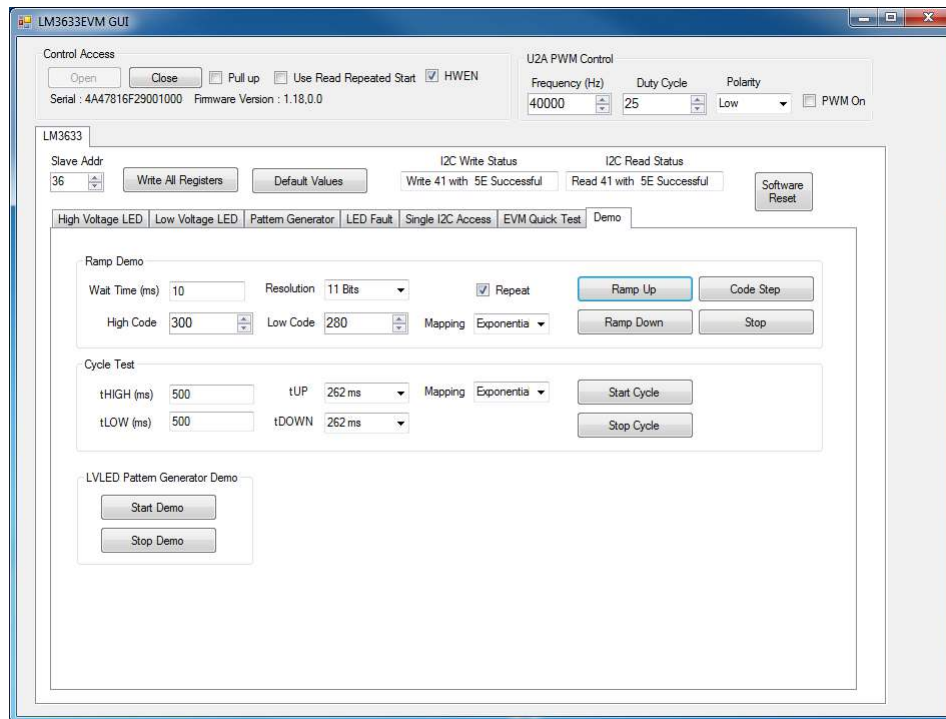 LM3633EVM GUI
Control Access
Open Close Pull up Use Read Repeated Start HWEN
Serial : 4A47816F29001000 Firmware Version : 1.18,0.0
U2A PWM Control
Frequency (Hz) Duty Cycle Polarity
40000 25 Low PWM On
LM3633
Slave Addr I2C Write Status I2C Read Status
36 Write All Registers Default Values Write 41 with 5E Successful Read 41 with 5E Successful Software Reset
High Voltage LED Low Voltage LED Pattern Generator LED Fault Single I2C Access EVM Quick Test Demo
Ramp Demo
Wait Time (ms) 10 Resolution 11 Bits Repeat Ramp Up Code Step
High Code 300 Low Code 280 Mapping Exponentia Ramp Down Stop
Cycle Test
tHIGH (ms) 500 tUP 262 ms Mapping Exponentia Start Cycle
tLOW (ms) 500 tDOWN 262 ms Stop Cycle
LVLED Pattern Generator Demo
Start Demo
Stop Demo